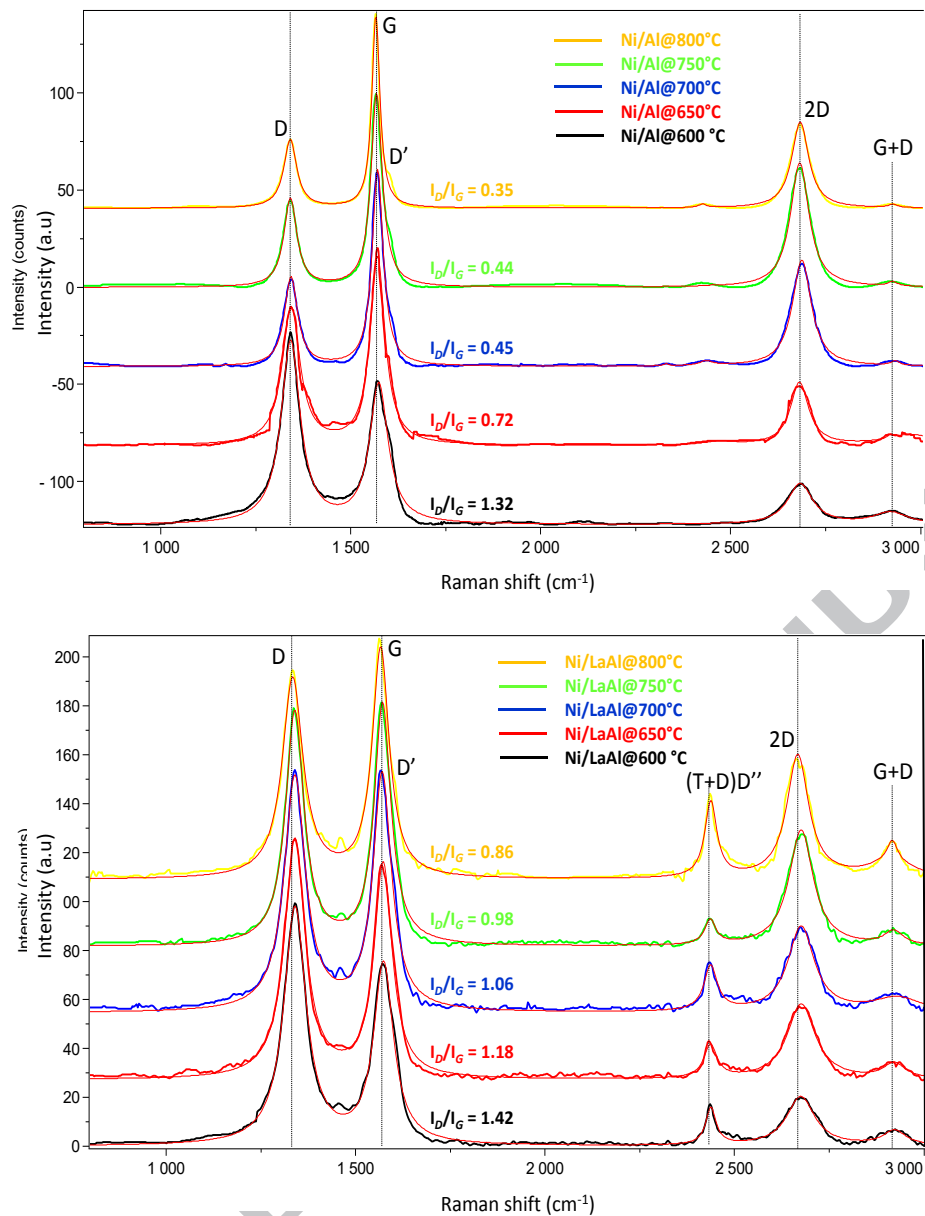 G
Ni/Al@800°C
Ni/Al@750°C
Ni/Al@700°C
Ni/Al@650°C
Ni/Al@600 °C
D
D'
2D
G+D
I_D/I_G = 0.35
I_D/I_G = 0.44
I_D/I_G = 0.45
I_D/I_G = 0.72
I_D/I_G = 1.32
100
50
0
-50
- 100
Intensity (counts)
Intensity (a.u)
1 000
1 500
2 000
2 500
3 000
Raman shift (cm⁻¹)
D
G
Ni/LaAl@800°C
Ni/LaAl@750°C
Ni/LaAl@700°C
Ni/LaAl@650°C
Ni/LaAl@600 °C
D'
2D
(T+D)D''
G+D
I_D/I_G = 0.86
I_D/I_G = 0.98
I_D/I_G = 1.06
I_D/I_G = 1.18
I_D/I_G = 1.42
200
180
160
140
20
00
80
60
40
20
0
Intensity (counts)
Intensity (a.u)
1 000
1 500
2 000
2 500
3 000
Raman shift (cm⁻¹)